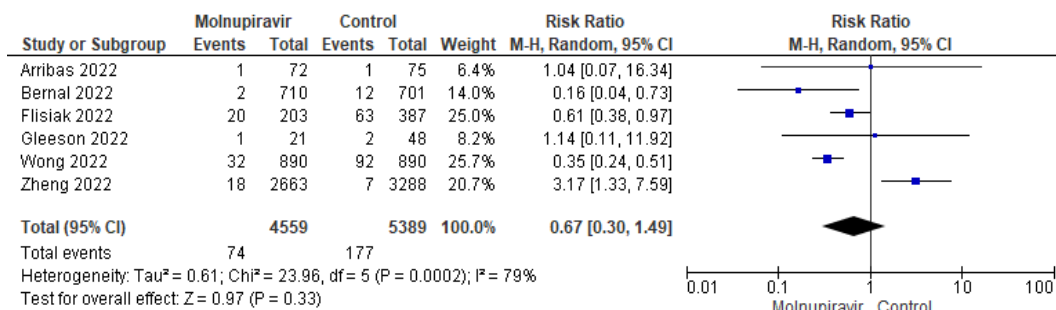 Molnupiravir Control Risk Ratio Risk Ratio
Study or Subgroup Events Total Events Total Weight M-H, Random, 95% CI M-H, Random, 95% CI
Arribas 2022 1 72 1 75 6.4% 1.04 [0.07, 16.34]
Bernal 2022 2 710 12 701 14.0% 0.16 [0.04, 0.73]
Flisiak 2022 20 203 63 387 25.0% 0.61 [0.38, 0.97]
Gleeson 2022 1 21 2 48 8.2% 1.14 [0.11, 11.92]
Wong 2022 32 890 92 890 25.7% 0.35 [0.24, 0.51]
Zheng 2022 18 2663 7 3288 20.7% 3.17 [1.33, 7.59]
Total (95% CI) 4559 5389 100.0% 0.67 [0.30, 1.49]
Total events 74 177
Heterogeneity: Tau² = 0.61; Chi² = 23.96, df = 5 (P = 0.0002); I² = 79%
Test for overall effect: Z = 0.97 (P = 0.33)
0.01 0.1 1 10 100
Molnupiravir Control